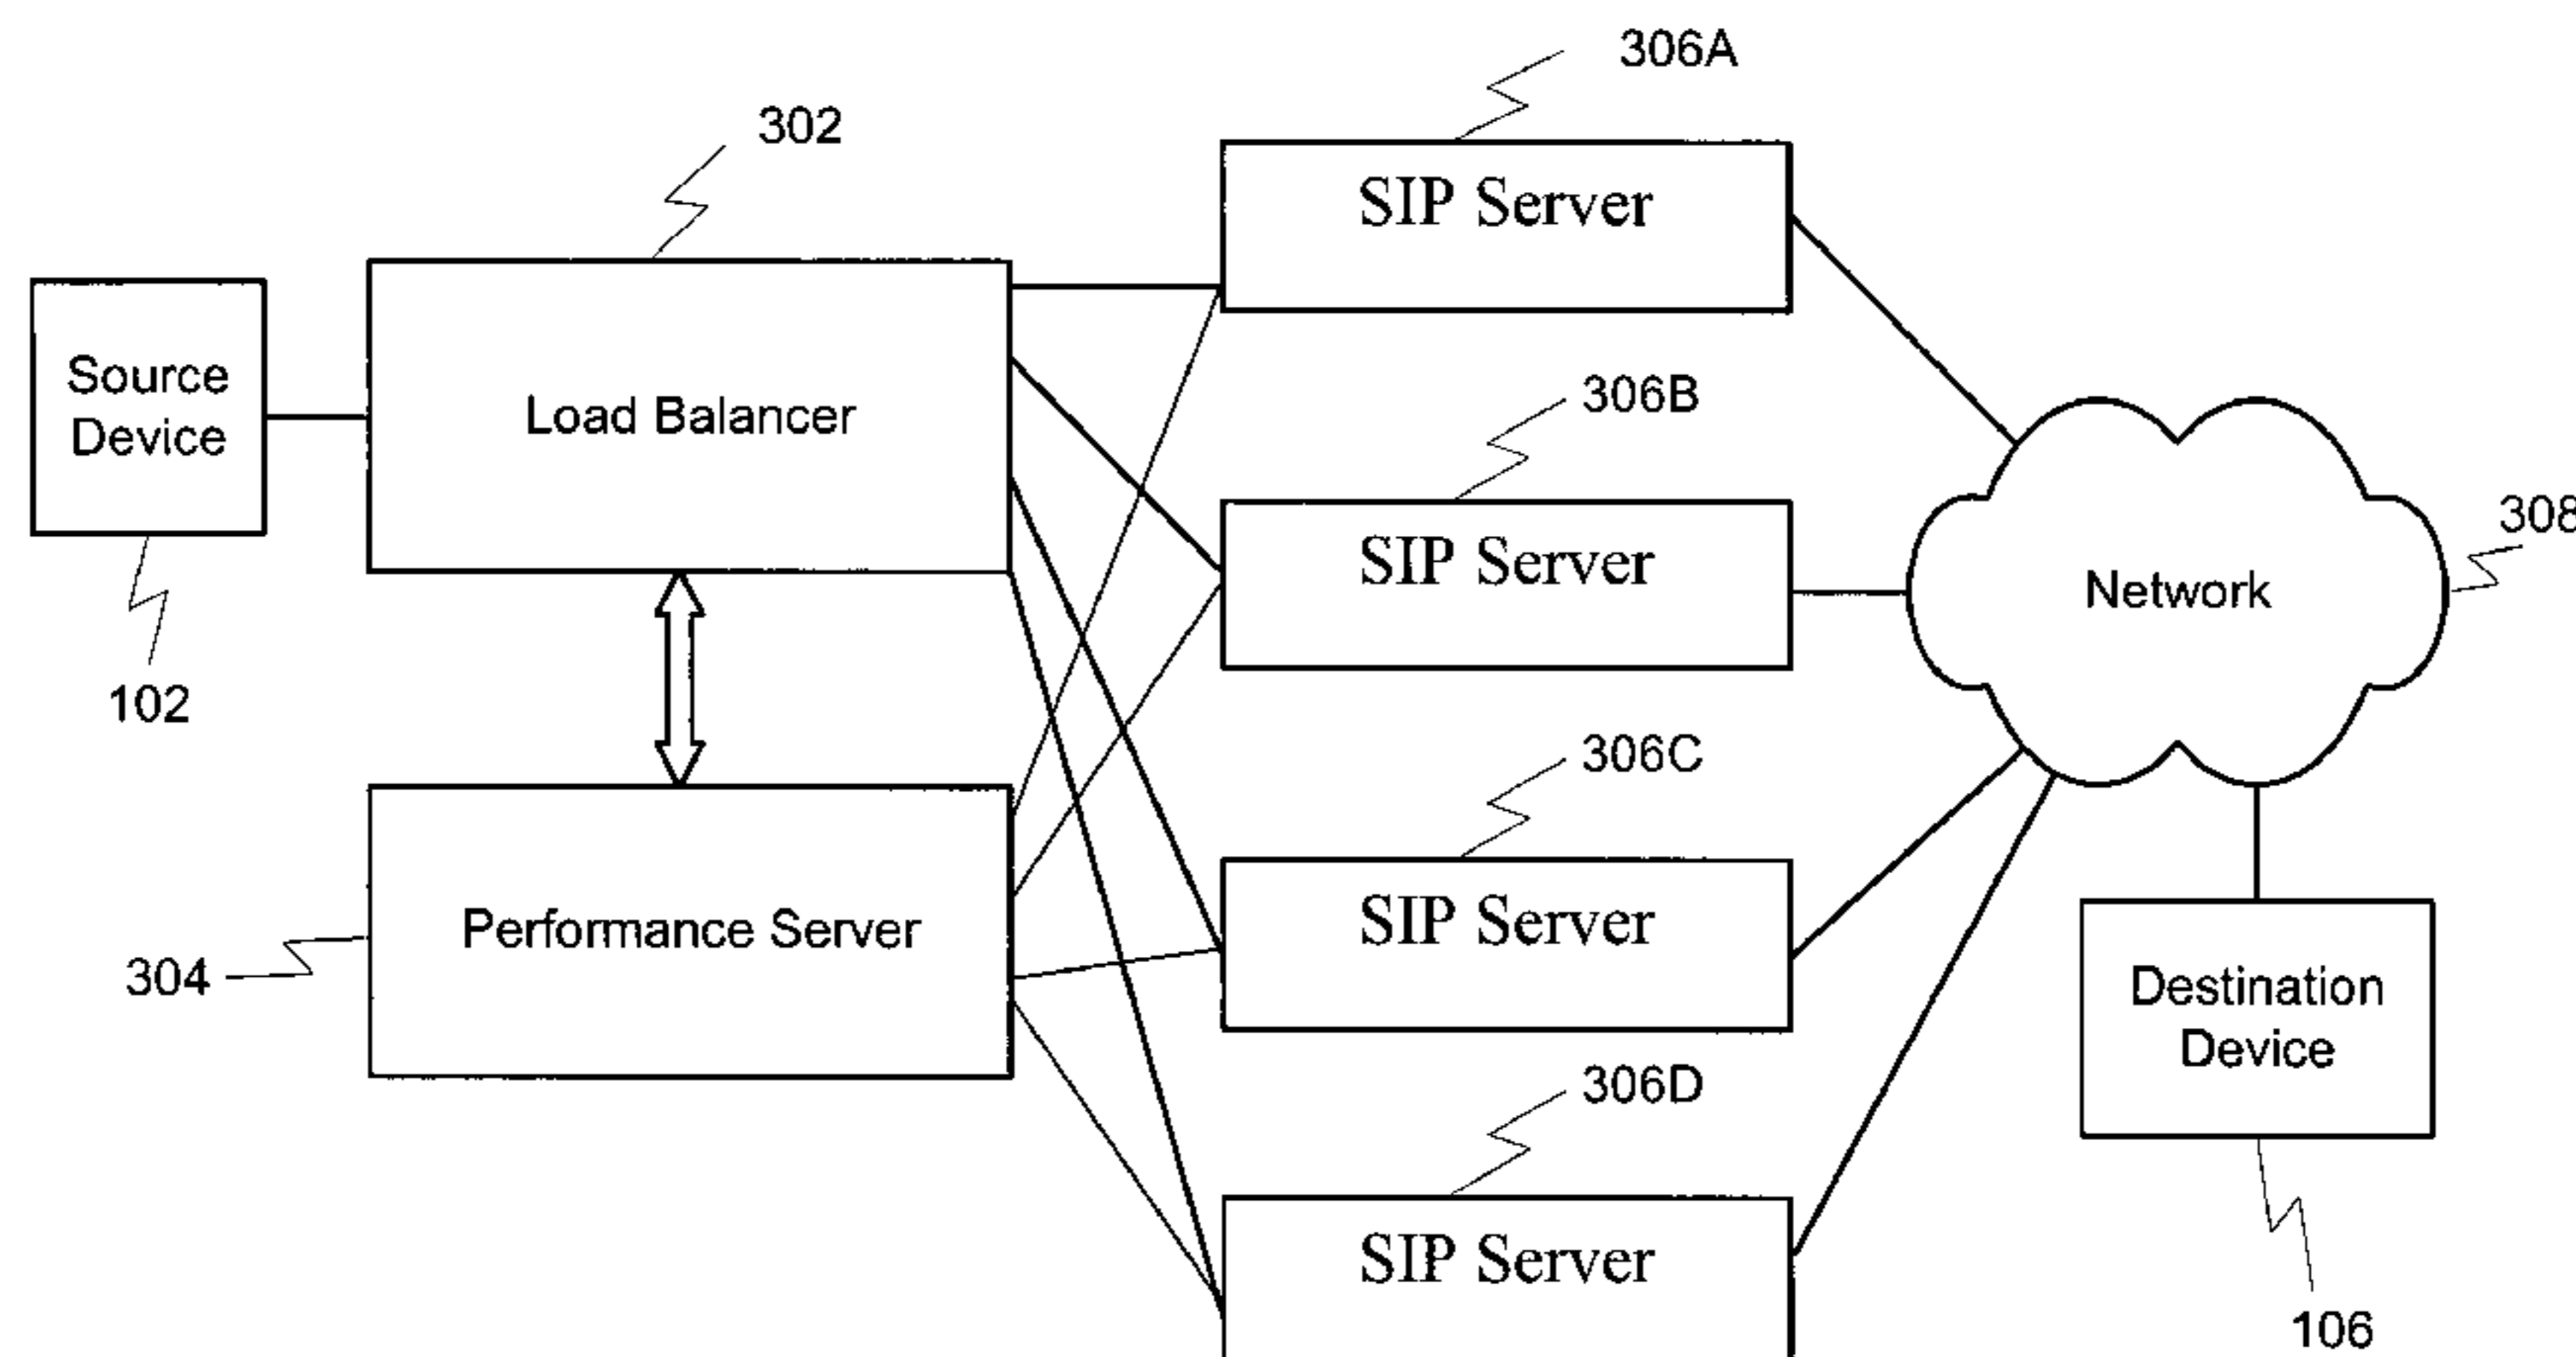 306A
302
SIP Server
Source
Device
Load Balancer
306B
308
SIP Server
Network
102
306C
304
Performance Server
SIP Server
Destination
Device
306D
SIP Server
106